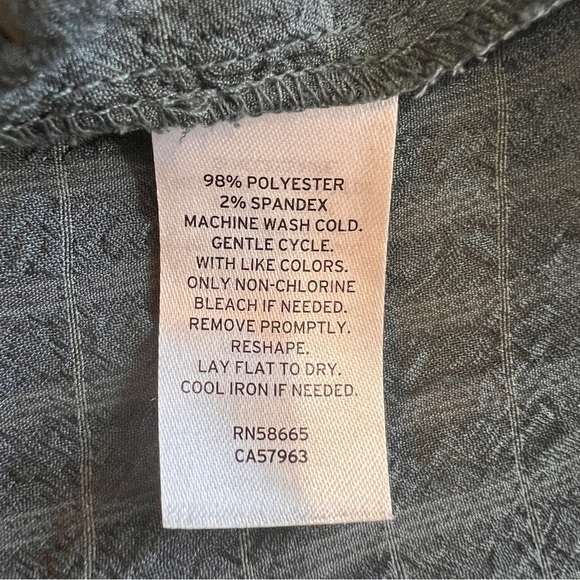 98% POLYESTER
2% SPANDEX
MACHINE WASH COLD.
GENTLE CYCLE.
WITH LIKE COLORS.
ONLY NON-CHLORINE
BLEACH IF NEEDED.
REMOVE PROMPTLY.
RESHAPE.
LAY FLAT TO DRY.
COOL IRON IF NEEDED.
RN58665
CA57963